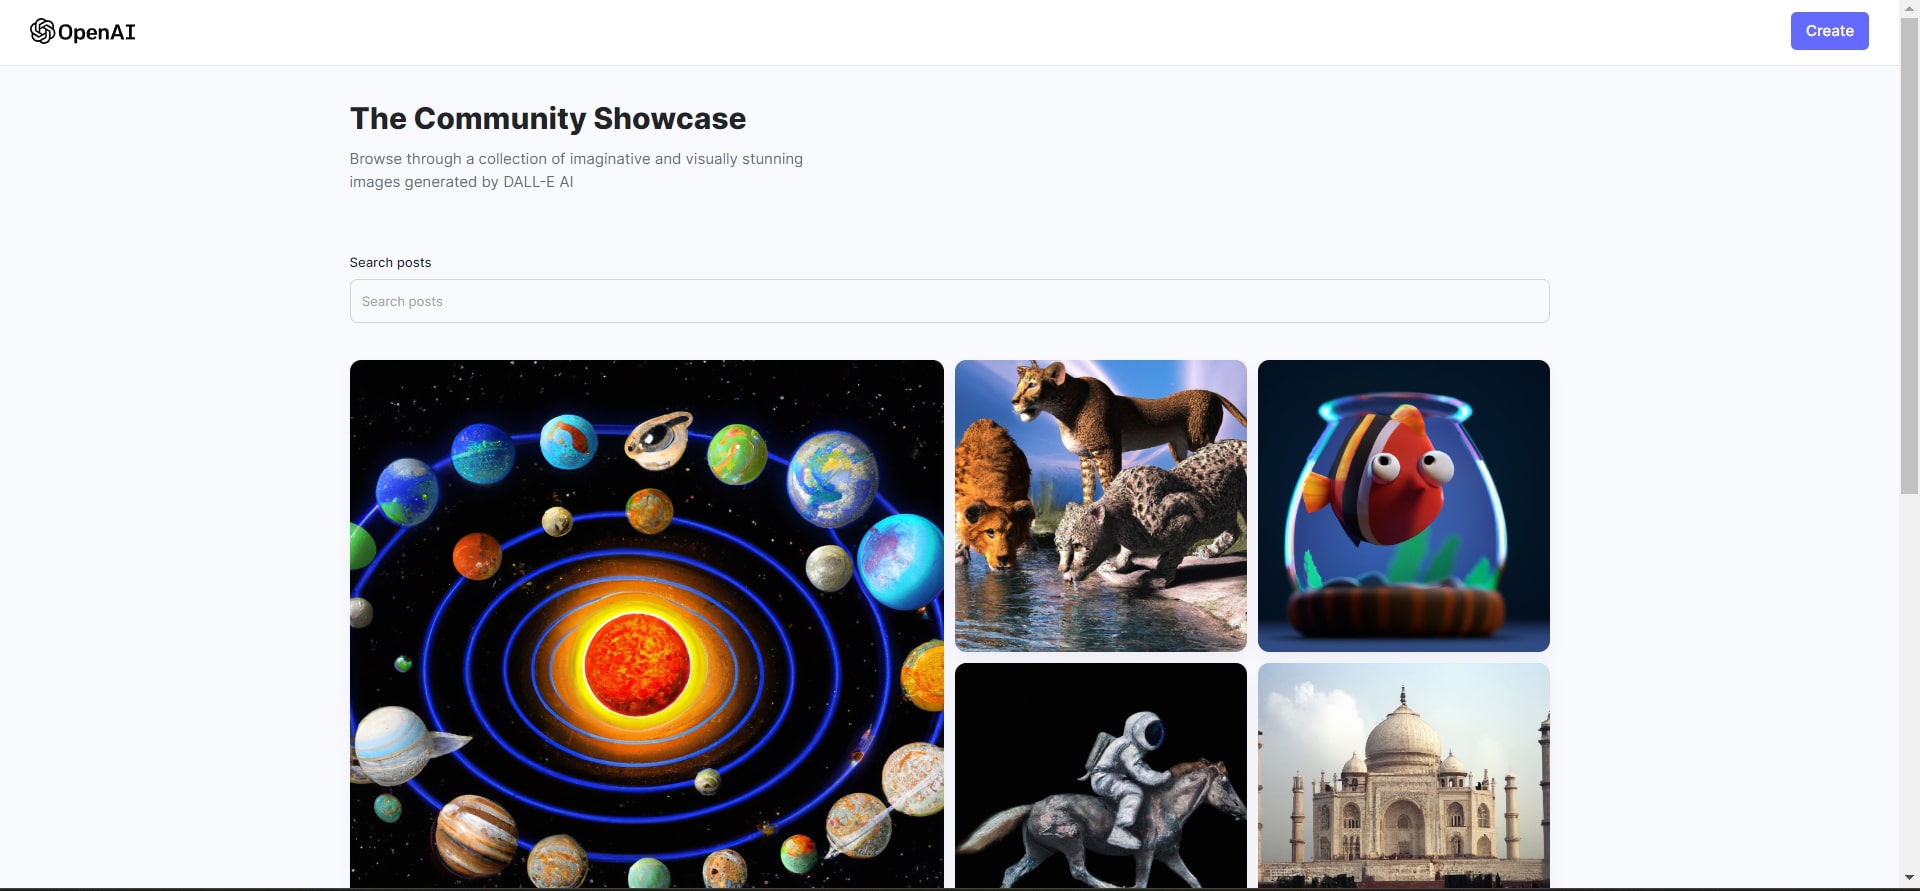 OpenAI
Create
The Community Showcase
Browse through a collection of imaginative and visually stunning
images generated by DALL-E AI
Search posts
Search posts